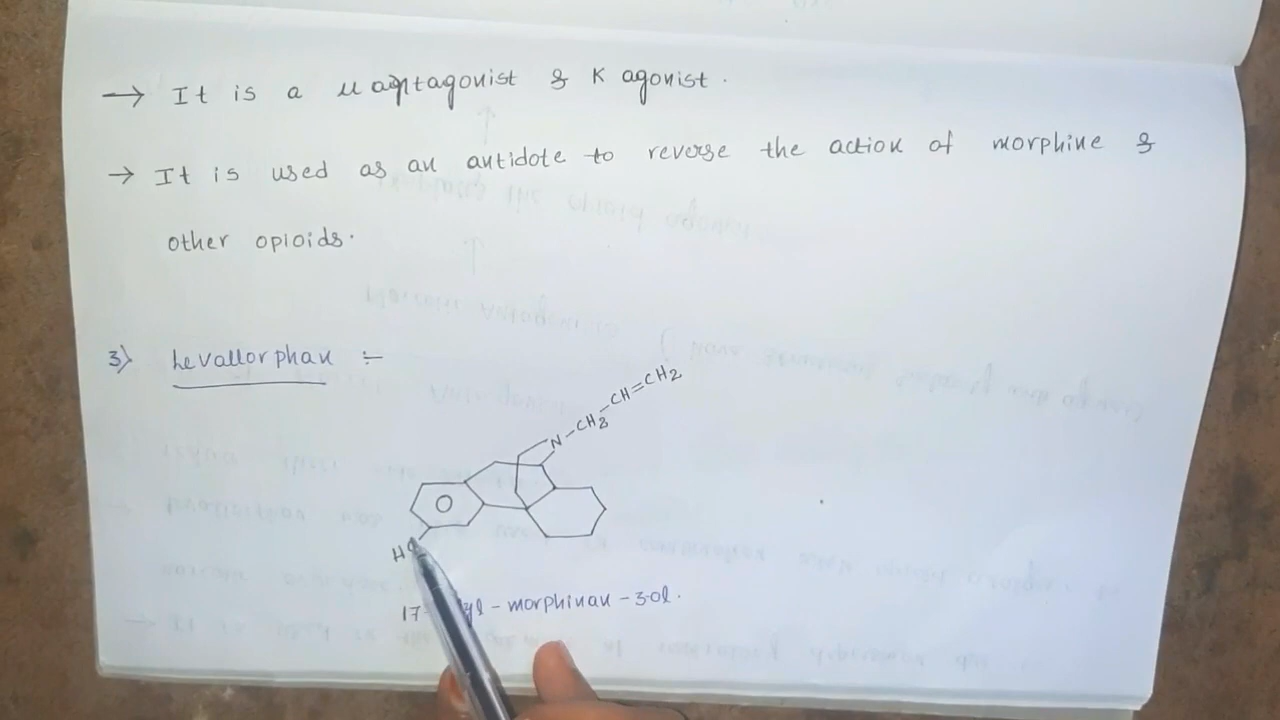 → It is a μ antagonist & K agonist.
→ It is used as an antidote to reverse the action of morphine &
other opioids.
3) Levallorphan :-
N-CH2-CH=CH2
HO
17- - morphinan - 3-ol.